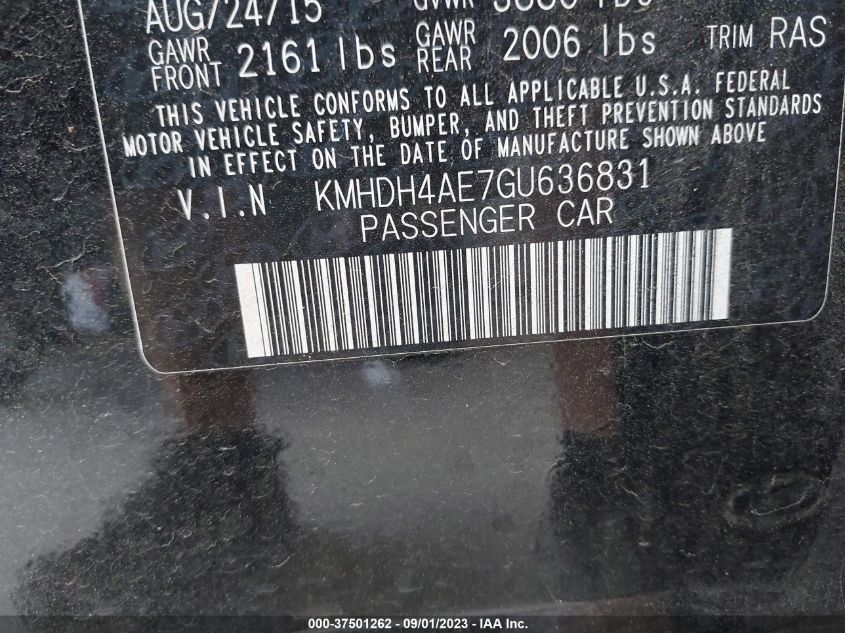 AUG/24/15 GVWR
GAWR FRONT 2161 lbs GAWR REAR 2006 lbs TRIM RAS
THIS VEHICLE CONFORMS TO ALL APPLICABLE U.S.A. FEDERAL
MOTOR VEHICLE SAFETY, BUMPER, AND THEFT PREVENTION STANDARDS
IN EFFECT ON THE DATE OF MANUFACTURE SHOWN ABOVE
V.I.N KMHDH4AE7GU636831
PASSENGER CAR
000-37501262 - 09/01/2023 - IAA Inc.